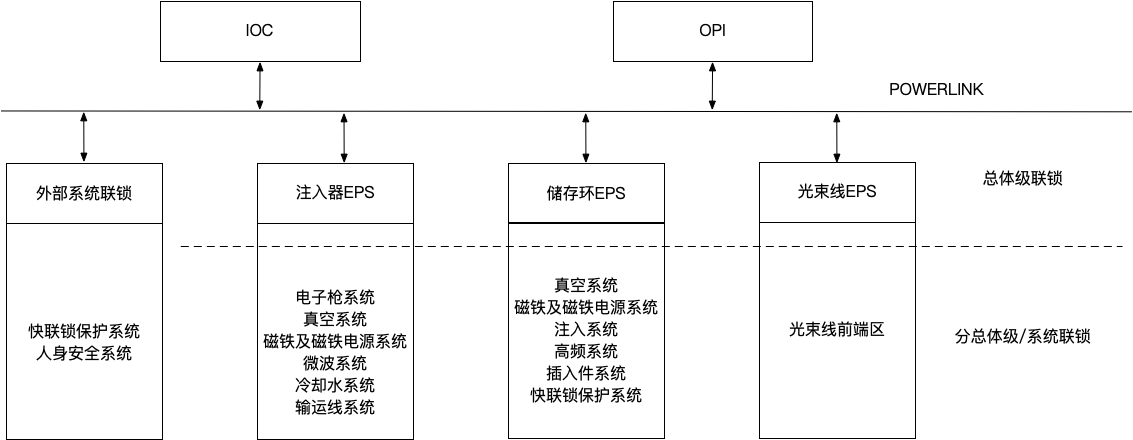 IOC
OPI
POWERLINK
外部系统联锁
注入器EPS
储存环EPS
光束线EPS
总体级联锁
快联锁保护系统
人身安全系统
电子枪系统
真空系统
磁铁及磁铁电源系统
微波系统
冷却水系统
输运线系统
真空系统
磁铁及磁铁电源系统
注入系统
高频系统
插入件系统
快联锁保护系统
光束线前端区
分总体级/系统联锁